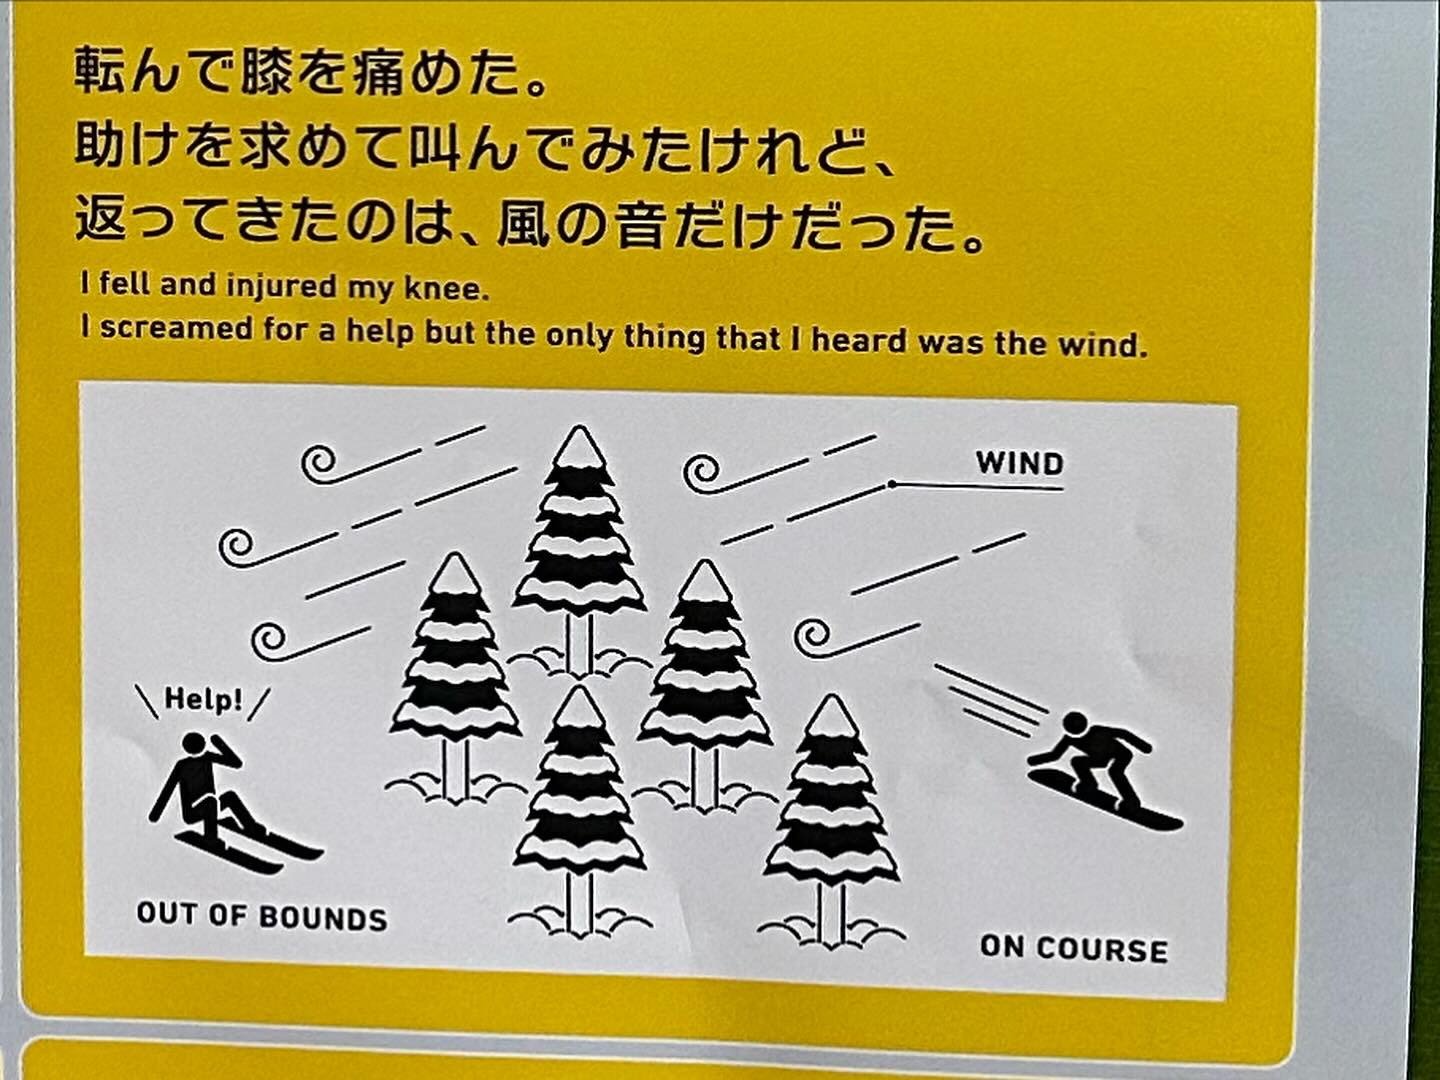 転んで膝を痛めた。
助けを求めて叫んでみたけれど、
返ってきたのは、風の音だけだった。
I fell and injured my knee.
I screamed for a help but the only thing that I heard was the wind.
WIND
\ Help! /
OUT OF BOUNDS
ON COURSE